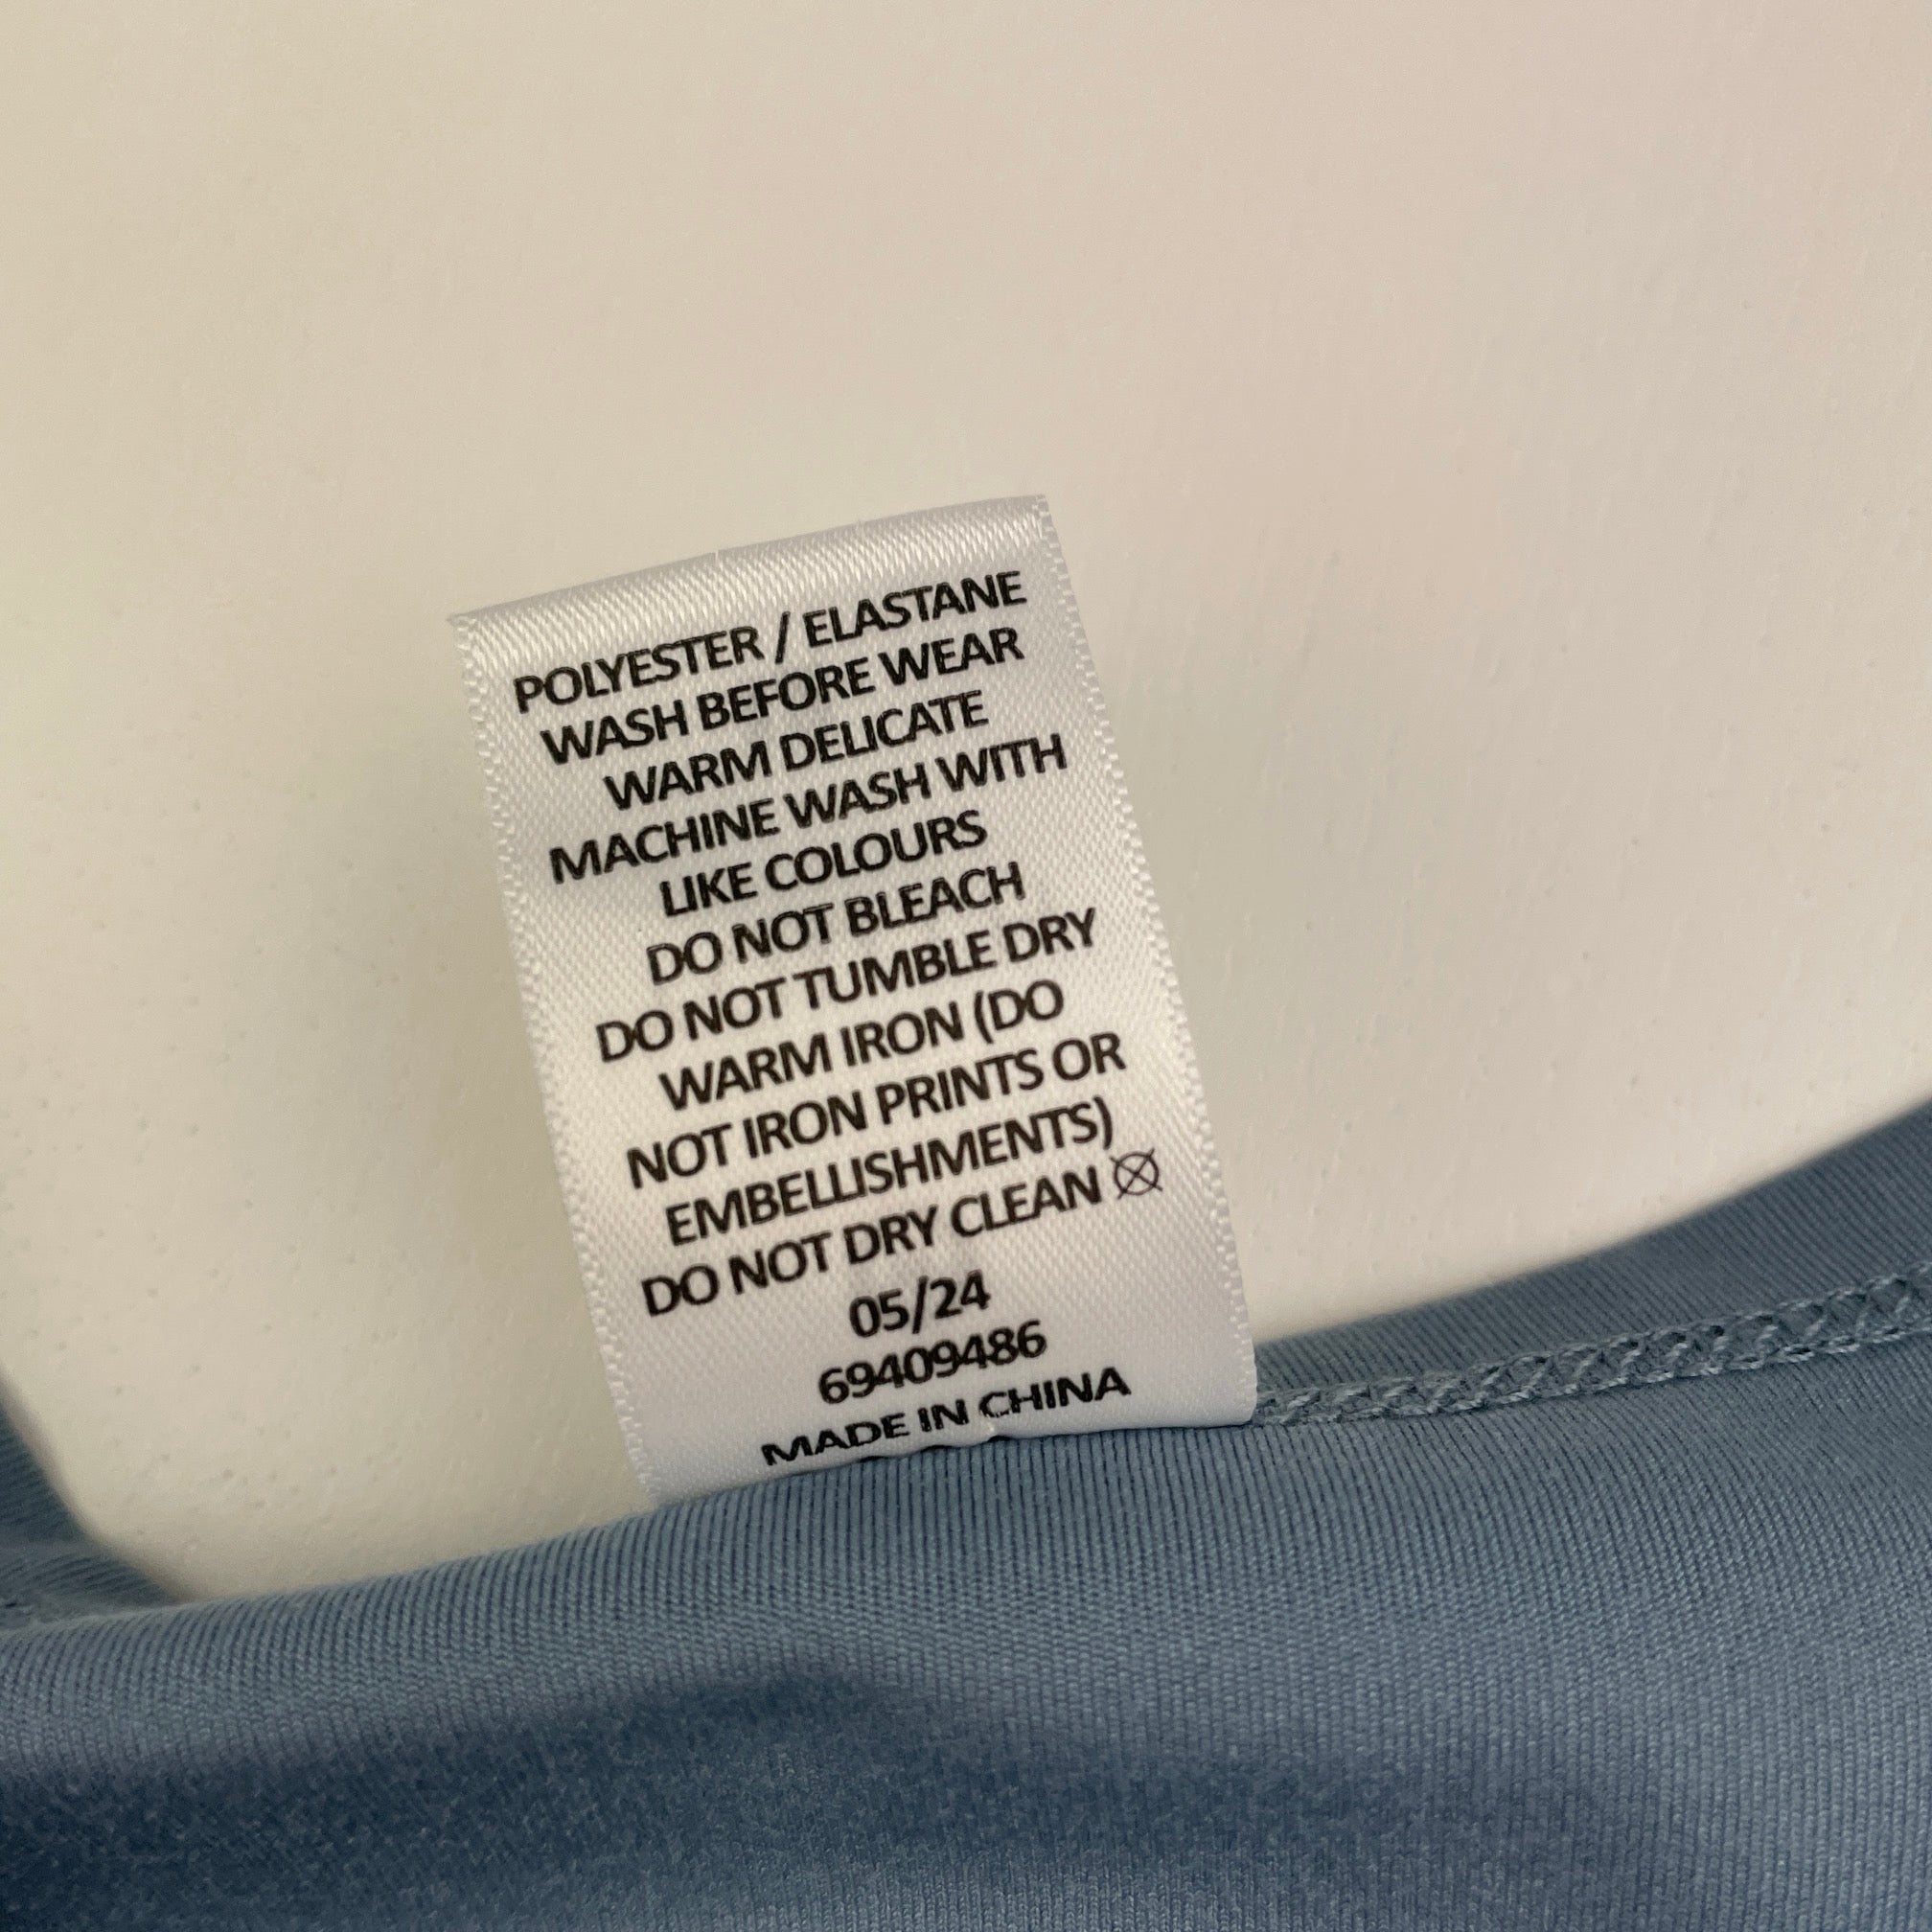 POLYESTER / ELASTANE
WASH BEFORE WEAR
WARM DELICATE
MACHINE WASH WITH
LIKE COLOURS
DO NOT BLEACH
DO NOT TUMBLE DRY
WARM IRON (DO
NOT IRON PRINTS OR
EMBELLISHMENTS)
DO NOT DRY CLEAN
05/24
69409486
MADE IN CHINA